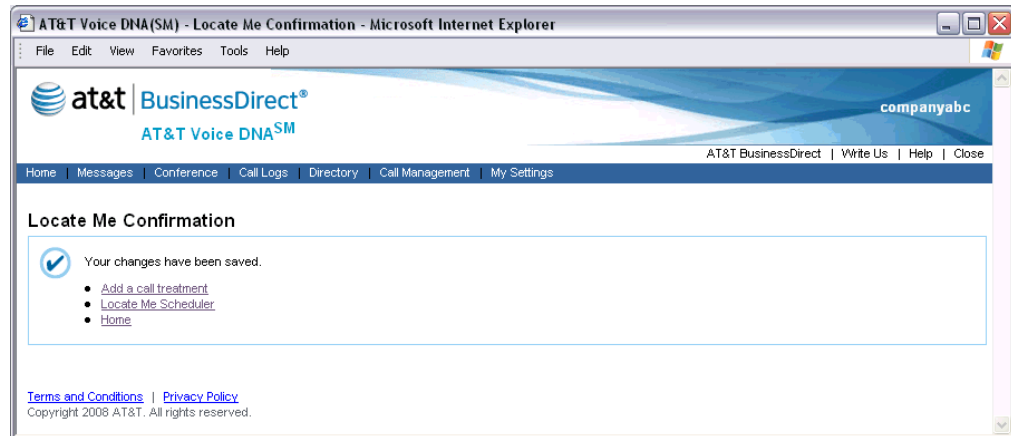 AT&T Voice DNA(SM) - Locate Me Confirmation - Microsoft Internet Explorer
File Edit View Favorites Tools Help
at&t | BusinessDirect®
AT&T Voice DNASM
companyabc
AT&T BusinessDirect | Write Us | Help | Close
Home | Messages | Conference | Call Logs | Directory | Call Management | My Settings
Locate Me Confirmation
Your changes have been saved.
• Add a call treatment
• Locate Me Scheduler
• Home
Terms and Conditions | Privacy Policy
Copyright 2008 AT&T. All rights reserved.